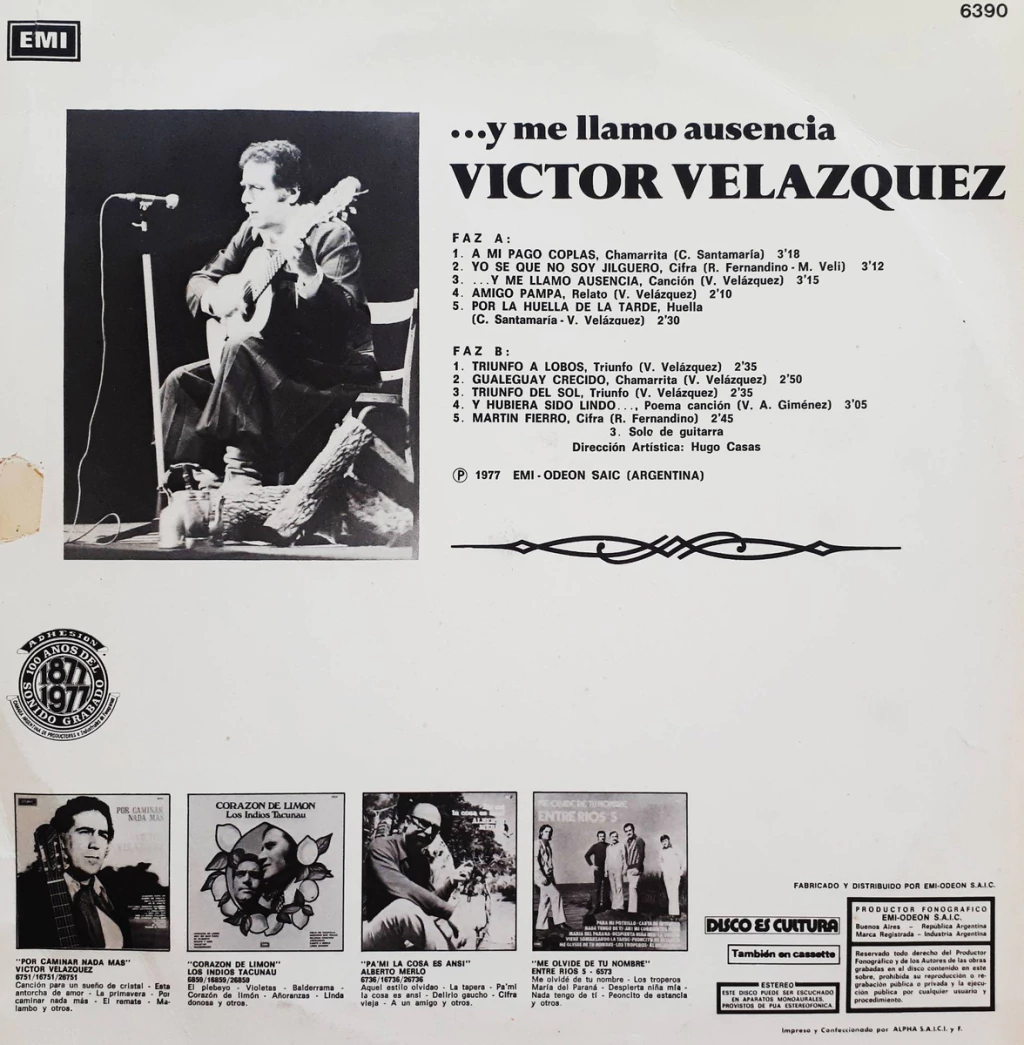 6390
EMI
...y me llamo ausencia
VICTOR VELAZQUEZ
FAZ A:
1. A MI PAGO COPLAS, Chamarrita (C. Santamaría) 3'18
2. YO SE QUE NO SOY JILGUERO, Cifra (R. Fernandino - M. Veli) 3'12
3. ...Y ME LLAMO AUSENCIA, Canción (V. Velázquez) 3'15
4. AMIGO PAMPA, Relato (V. Velázquez) 2'10
5. POR LA HUELLA DE LA TARDE, Huella
(C. Santamaría - V. Velázquez) 2'30
FAZ B:
1. TRIUNFO A LOBOS, Triunfo (V. Velázquez) 2'35
2. GUALEGUAY CRECIDO, Chamarrita (V. Velázquez) 2'50
3. TRIUNFO DEL SOL, Triunfo (V. Velázquez) 2'35
4. Y HUBIERA SIDO LINDO..., Poema canción (V. A. Giménez) 3'05
5. MARTIN FIERRO, Cifra (R. Fernandino) 2'45
3. Solo de guitarra
Dirección Artística: Hugo Casas
Ⓟ 1977 EMI - ODEON SAIC (ARGENTINA)
ADHESION
100 AÑOS DEL
1877
1977
SONIDO GRABADO
POR CAMINAR
NADA MAS
CORAZON DE LIMON
Los Indios Tacunau
ME OLVIDE DE TU NOMBRE
ENTRE RIOS 5
"POR CAMINAR NADA MAS"
VICTOR VELAZQUEZ
6751/16751/26751
Canción para un sueño de cristal - Esta
antorcha de amor - La primavera - Por
caminar nada más - El remate - Ma-
lambo y otros.
"CORAZON DE LIMON"
LOS INDIOS TACUNAU
6859/16859/26859
El plebeyo - Violetas - Balderrama -
Corazón de limón - Añoranzas - Linda
donosa y otros.
"PA'MI LA COSA ES ANSI"
ALBERTO MERLO
6736/16736/26736
Aquel estilo olvidao - La tapera - Pa'mi
la cosa es ansi - Delirio gaucho - Cifra
vieja - A un amigo y otros.
"ME OLVIDE DE TU NOMBRE"
ENTRE RIOS 5 - 6573
Me olvidé de tu nombre - Los troperos
María del Paraná - Despierta niña mía -
Nada tengo de ti - Peoncito de estancia
y otros.
FABRICADO Y DISTRIBUIDO POR EMI-ODEON S.A.I.C.
DISCO ES CULTURA
También en cassette
ESTEREO
ESTE DISCO PUEDE SER ESCUCHADO
EN APARATOS MONOAURALES,
PROVISTOS DE PUA ESTEREOFONICA
PRODUCTOR FONOGRAFICO
EMI-ODEON S.A.I.C.
Buenos Aires - República Argentina
Marca Registrada - Industria Argentina
Reservado todo derecho del Productor
Fonográfico y de los Autores de las obras
grabadas en el disco contenido en este
sobre, prohibida su reproducción o re-
grabación pública o privada y la ejecu-
ción pública por cualquier usuario y
procedimiento.
Impreso y Confeccionado por ALPHA S.A.I.C.I. y F.